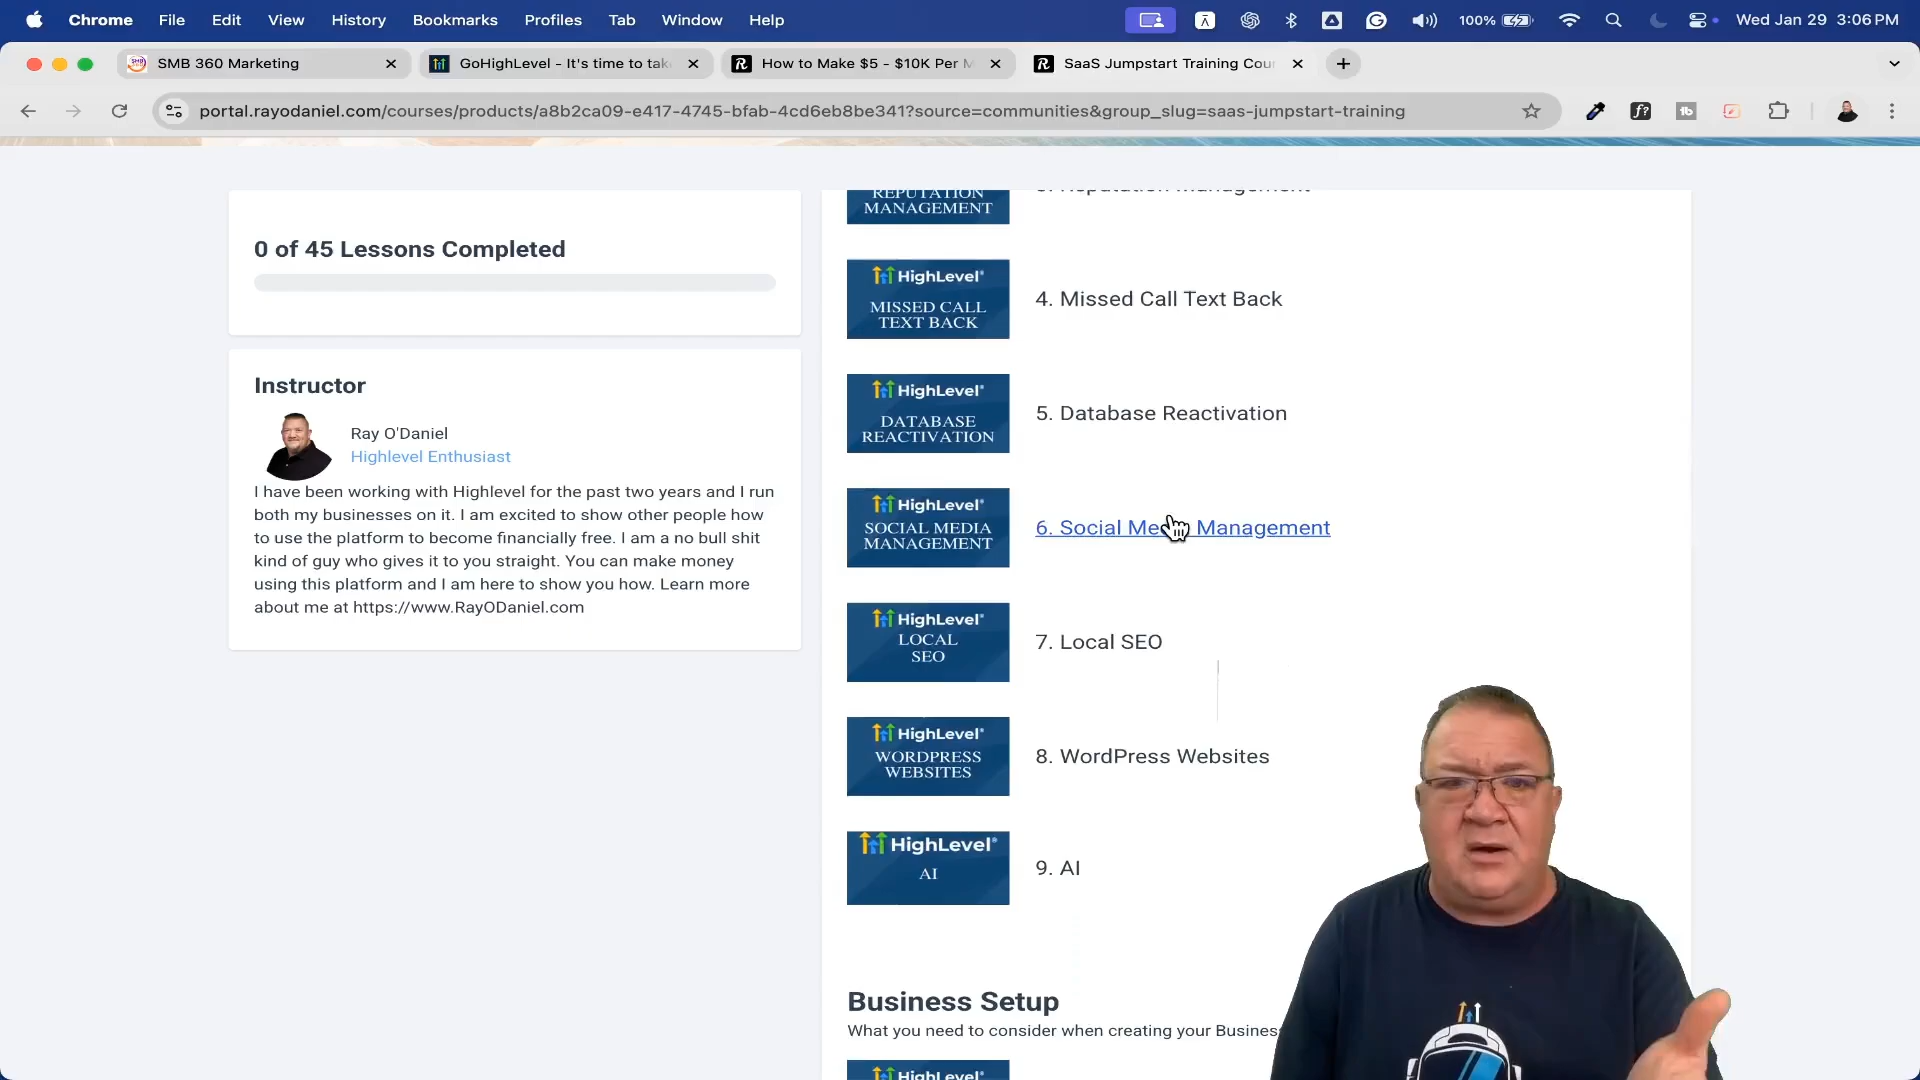 Chrome File Edit View History Bookmarks Profiles Tab Window Help
100% Wed Jan 29 3:06 PM
SMB 360 Marketing
GoHighLevel - It's time to tak
How to Make $5 - $10K Per M
SaaS Jumpstart Training Cour
portal.rayodaniel.com/courses/products/a8b2ca09-e417-4745-bfab-4cd6eb8be341?source=communities&group_slug=saas-jumpstart-training
0 of 45 Lessons Completed
Instructor
Ray O'Daniel
Highlevel Enthusiast
I have been working with Highlevel for the past two years and I run
both my businesses on it. I am excited to show other people how
to use the platform to become financially free. I am a no bull shit
kind of guy who gives it to you straight. You can make money
using this platform and I am here to show you how. Learn more
about me at https://www.RayODaniel.com
REPUTATION
MANAGEMENT
3. Reputation Management
HighLevel
MISSED CALL
TEXT BACK
4. Missed Call Text Back
HighLevel
DATABASE
REACTIVATION
5. Database Reactivation
HighLevel
SOCIAL MEDIA
MANAGEMENT
6. Social Media Management
HighLevel
LOCAL
SEO
7. Local SEO
HighLevel
WORDPRESS
WEBSITES
8. WordPress Websites
HighLevel
AI
9. AI
Business Setup
What you need to consider when creating your Business
HighLevel